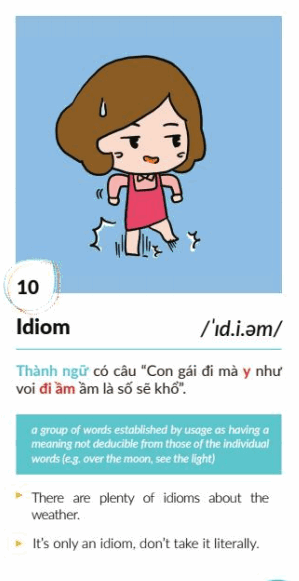 10
Idiom /ˈɪd.i.əm/
Thành ngữ có câu “Con gái đi mà y như
voi đi ầm ầm là số sẽ khổ”.
a group of words established by usage as having a
meaning not deducible from those of the individual
words (e.g. over the moon, see the light)
There are plenty of idioms about the
weather.
It’s only an idiom, don’t take it literally.